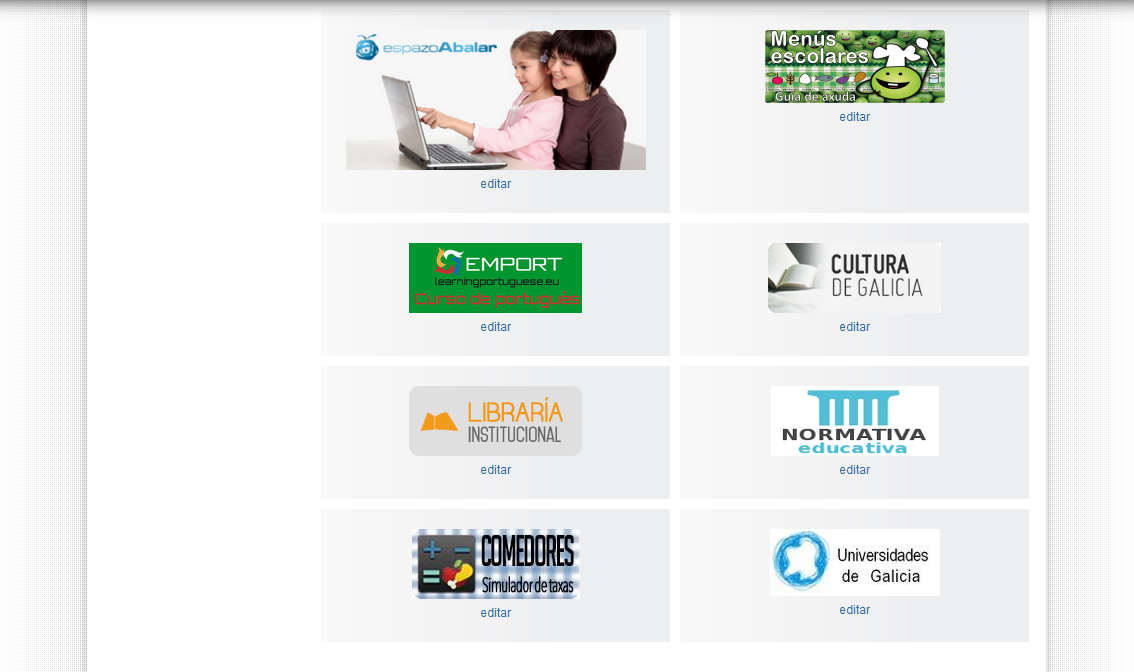 espazoAbalar
editar
Menús
escolares
Guía de axuda
editar
EMPORT
learningportuguese.eu
Curso de portugués
editar
CULTURA
DE GALICIA
editar
LIBRARÍA
INSTITUCIONAL
editar
NORMATIVA
educativa
editar
COMEDORES
Simulador de taxas
editar
Universidades
de Galicia
editar